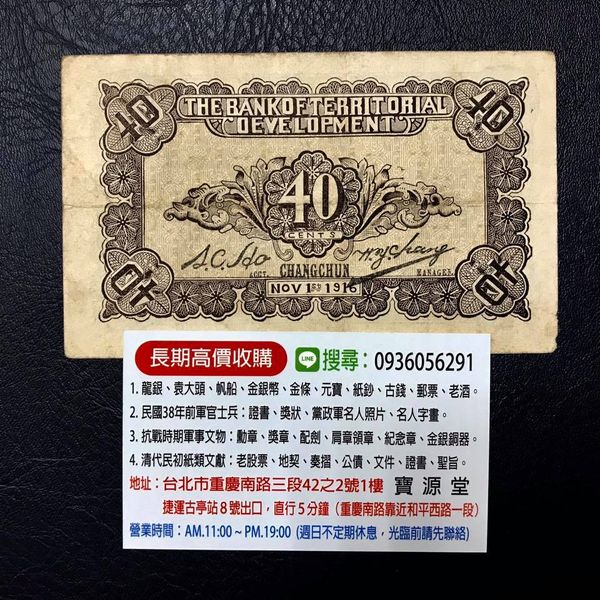 40 40
THE BANK OF TERRITORIAL
DEVELOPMENT
40
CENTS
S.C. Ho
ACCT. CHANGCHUN MANAGER
NOV 1ST 1916
40 40
長期高價收購 LINE 搜尋：0936056291
1. 龍銀、袁大頭、帆船、金銀幣、金條、元寶、紙鈔、古錢、郵票、老酒。
2. 民國38年前軍官士兵：證書、獎狀、黨政軍名人照片、名人字畫。
3. 抗戰時期軍事文物：勳章、獎章、配劍、肩章領章、紀念章、金銀銅器。
4. 清代民初紙類文獻：老股票、地契、奏摺、公債、文件、證書、聖旨。
地址：台北市重慶南路三段42之2號1樓 寶源堂
捷運古亭站8號出口，直行5分鐘（重慶南路靠近和平西路一段）
營業時間：AM.11:00 ~ PM.19:00 (週日不定期休息，光臨前請先聯絡)